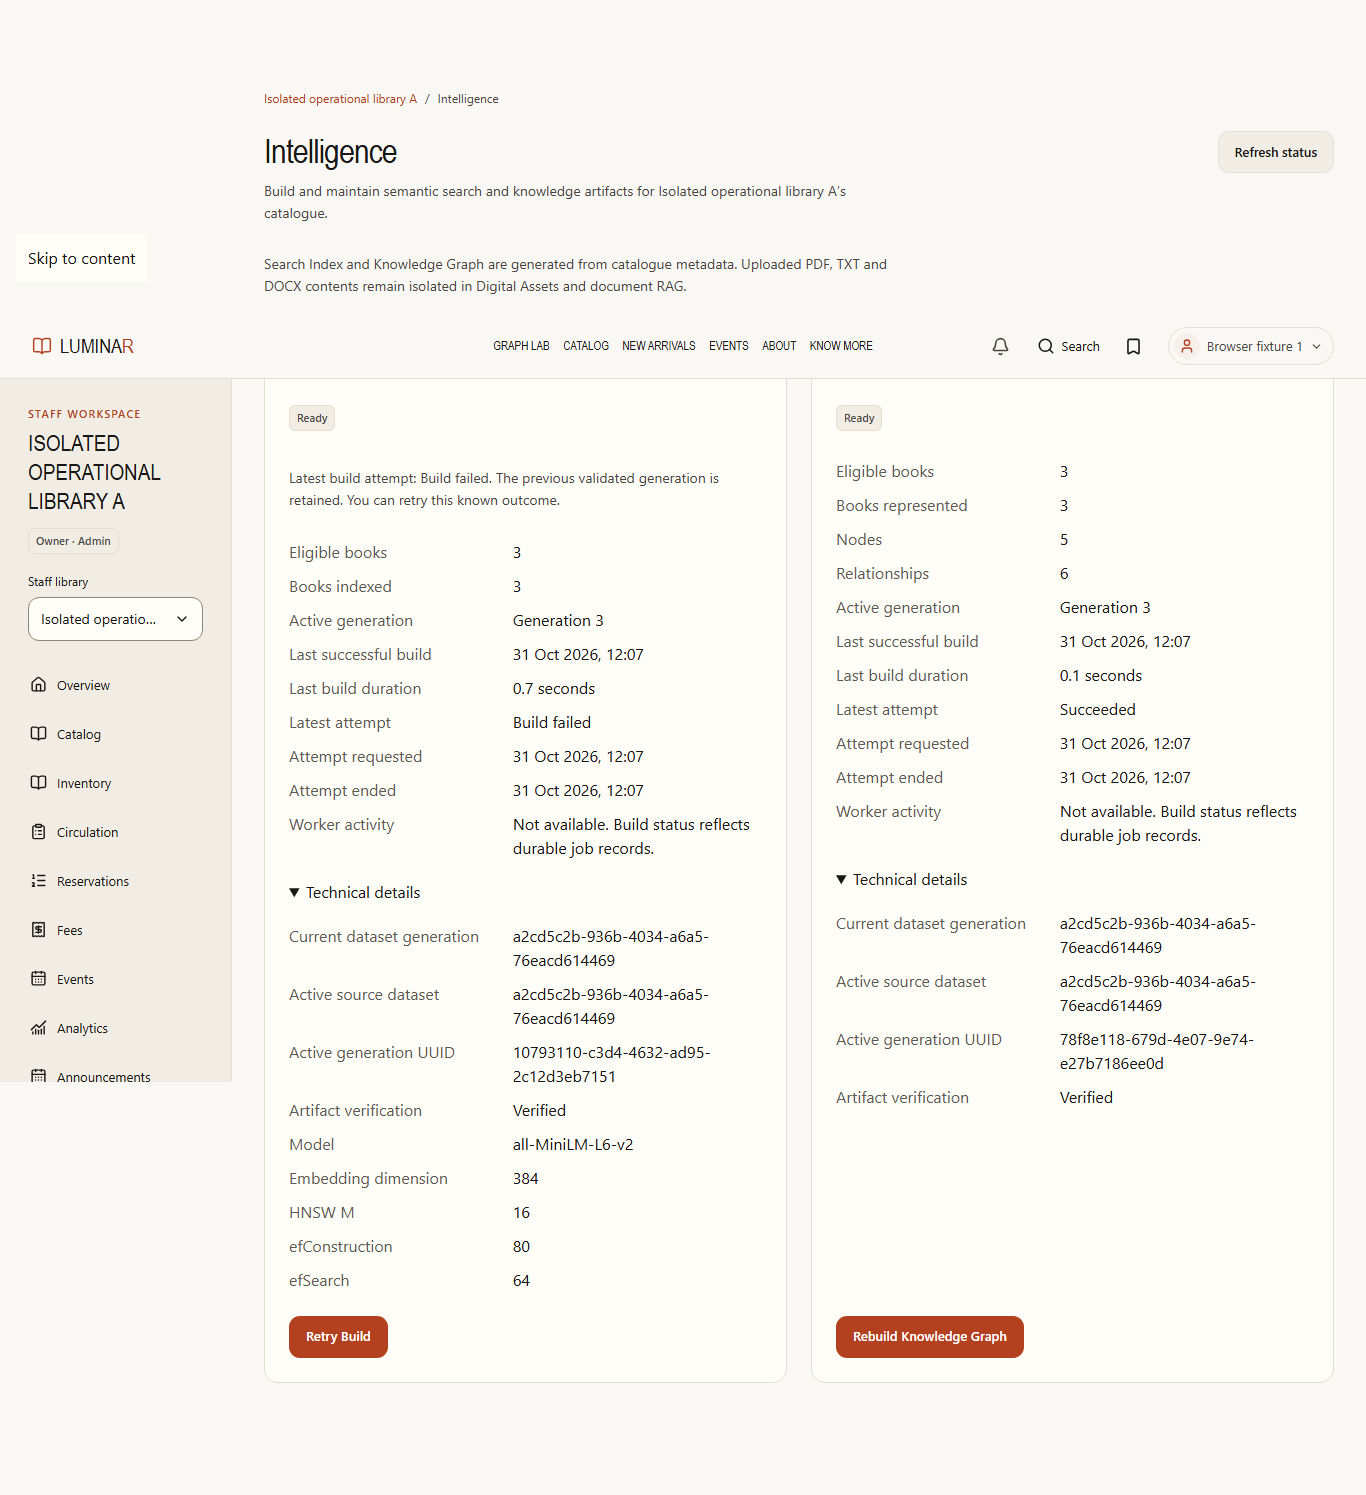 Isolated operational library A / Intelligence
Intelligence
Refresh status
Build and maintain semantic search and knowledge artifacts for Isolated operational library A's
catalogue.
Skip to content
Search Index and Knowledge Graph are generated from catalogue metadata. Uploaded PDF, TXT and
DOCX contents remain isolated in Digital Assets and document RAG.
LUMINAR
GRAPH LAB CATALOG NEW ARRIVALS EVENTS ABOUT KNOW MORE
Search
Browser fixture 1
STAFF WORKSPACE
ISOLATED
OPERATIONAL
LIBRARY A
Owner · Admin
Staff library
Isolated operatio...
Overview
Catalog
Inventory
Circulation
Reservations
Fees
Events
Analytics
Announcements
Ready
Latest build attempt: Build failed. The previous validated generation is
retained. You can retry this known outcome.
Eligible books 3
Books indexed 3
Active generation Generation 3
Last successful build 31 Oct 2026, 12:07
Last build duration 0.7 seconds
Latest attempt Build failed
Attempt requested 31 Oct 2026, 12:07
Attempt ended 31 Oct 2026, 12:07
Worker activity Not available. Build status reflects
durable job records.
Technical details
Current dataset generation a2cd5c2b-936b-4034-a6a5-
76eacd614469
Active source dataset a2cd5c2b-936b-4034-a6a5-
76eacd614469
Active generation UUID 10793110-c3d4-4632-ad95-
2c12d3eb7151
Artifact verification Verified
Model all-MiniLM-L6-v2
Embedding dimension 384
HNSW M 16
efConstruction 80
efSearch 64
Retry Build
Ready
Eligible books 3
Books represented 3
Nodes 5
Relationships 6
Active generation Generation 3
Last successful build 31 Oct 2026, 12:07
Last build duration 0.1 seconds
Latest attempt Succeeded
Attempt requested 31 Oct 2026, 12:07
Attempt ended 31 Oct 2026, 12:07
Worker activity Not available. Build status reflects
durable job records.
Technical details
Current dataset generation a2cd5c2b-936b-4034-a6a5-
76eacd614469
Active source dataset a2cd5c2b-936b-4034-a6a5-
76eacd614469
Active generation UUID 78f8e118-679d-4e07-9e74-
e27b7186ee0d
Artifact verification Verified
Rebuild Knowledge Graph